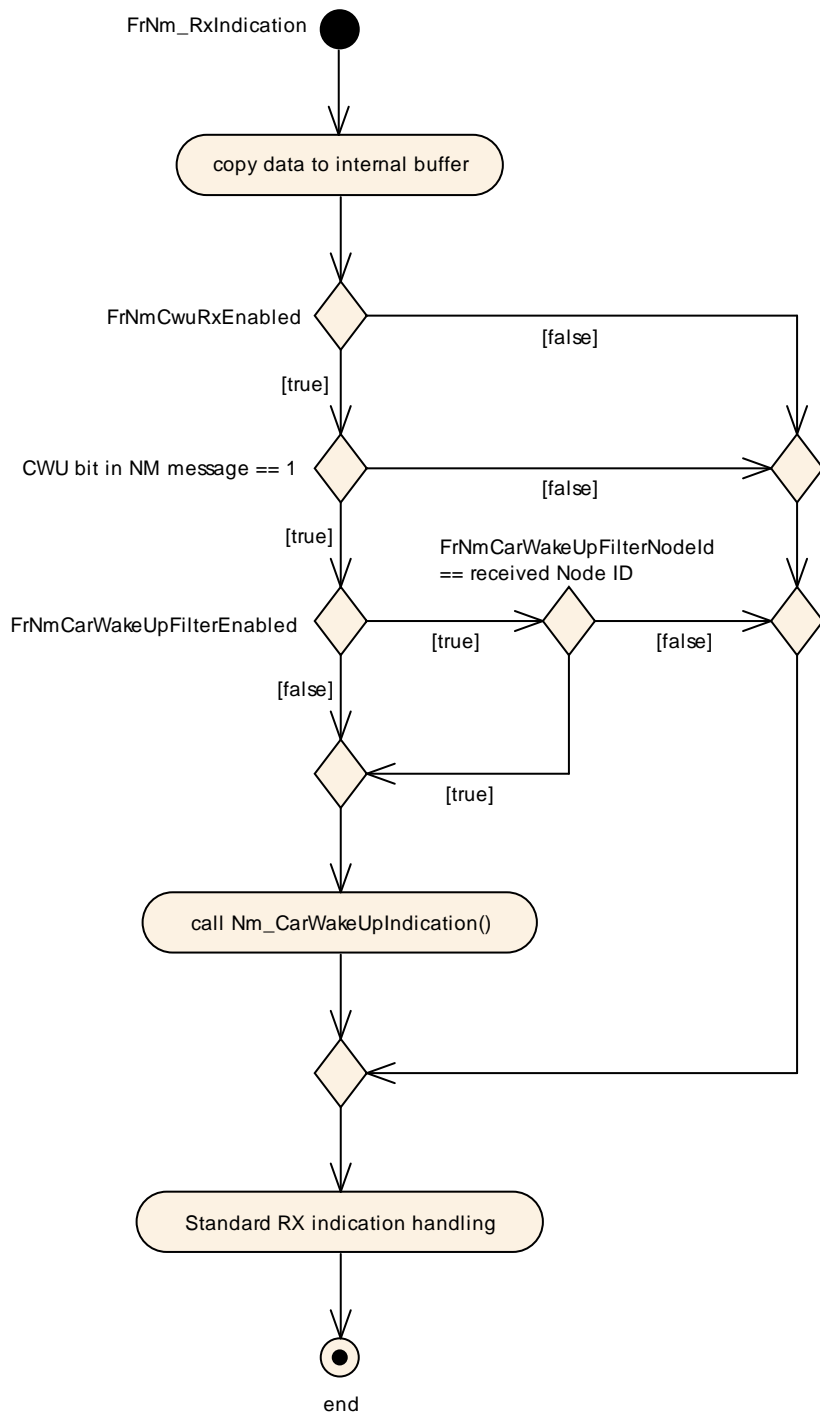 FrNm_RxIndication
copy data to internal buffer
FrNmCwuRxEnabled
[false]
[true]
CWU bit in NM message == 1
[false]
[true]
FrNmCarWakeUpFilterNodeId
== received Node ID
FrNmCarWakeUpFilterEnabled
[true]
[false]
[false]
[true]
call Nm_CarWakeUpIndication()
Standard RX indication handling
end